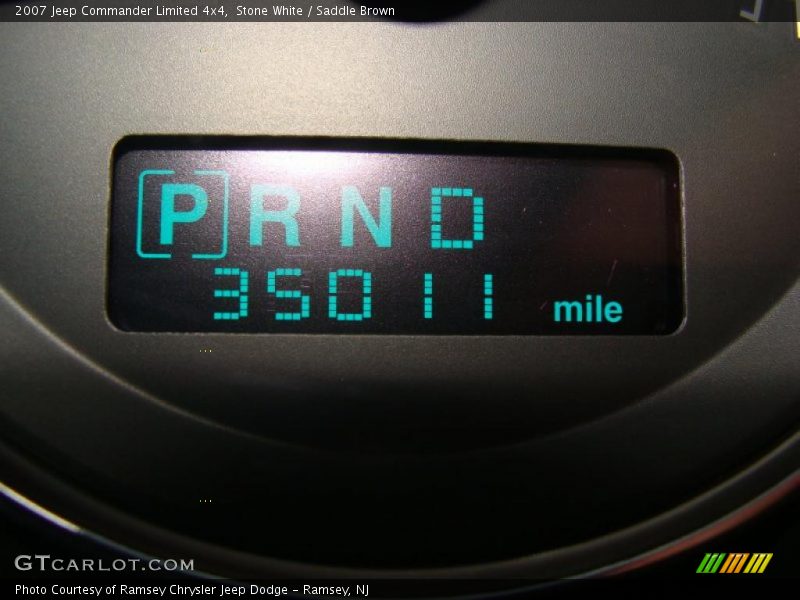 2007 Jeep Commander Limited 4x4,  Stone White / Saddle Brown
P R N D
35011 mile
GTCARLOT.COM
Photo Courtesy of Ramsey Chrysler Jeep Dodge - Ramsey, NJ